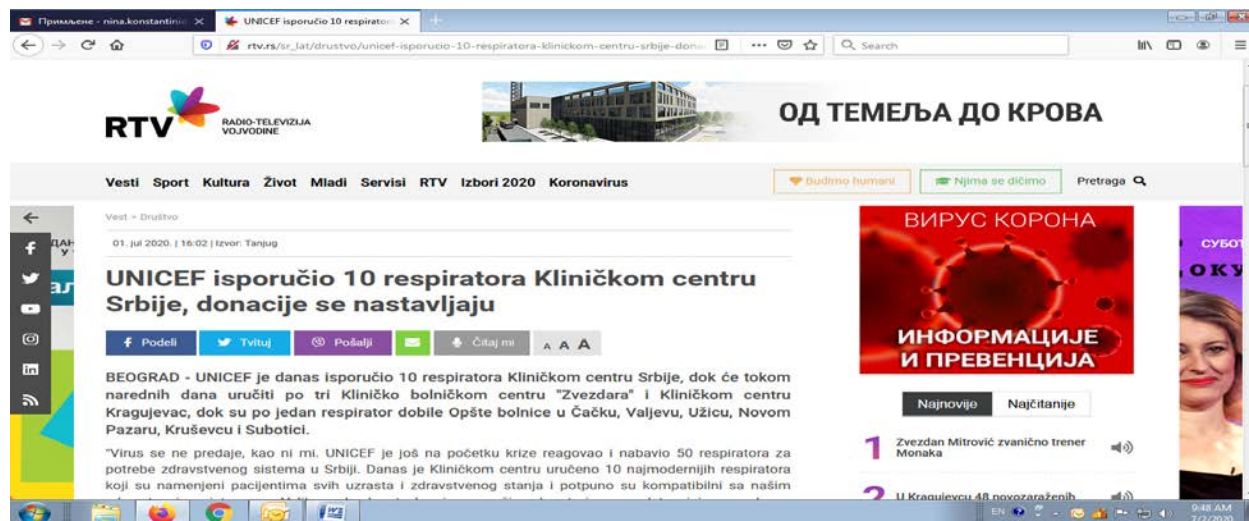 Примљене - nina.konstantini
UNICEF isporučio 10 respirator
rtv.rs/sr_lat/drustvo/unicef-isporucio-10-respiratora-klinickom-centru-srbije-dona
Search
RTV
RADIO-TELEVIZIJA
VOJVODINE
ОД ТЕМЕЉА ДО КРОВА
Vesti Sport Kultura Život Mladi Servisi RTV Izbori 2020 Koronavirus
Budimo humani
Njima se dičimo
Pretraga
Vest > Društvo
01. jul 2020. | 16:02 | Izvor: Tanjug
UNICEF isporučio 10 respiratora Kliničkom centru
Srbije, donacije se nastavljaju
Podeli
Tvituj
Pošalji
Čitaj mi
A A A
BEOGRAD - UNICEF je danas isporučio 10 respiratora Kliničkom centru Srbije, dok će tokom
narednih dana uručiti po tri Kliničko bolničkom centru "Zvezdara" i Kliničkom centru
Kragujevac, dok su po jedan respirator dobile Opšte bolnice u Čačku, Valjevu, Užicu, Novom
Pazaru, Kruševcu i Subotici.
"Virus se ne predaje, kao ni mi. UNICEF je još na početku krize reagovao i nabavio 50 respiratora za
potrebe zdravstvenog sistema u Srbiji. Danas je Kliničkom centru uručeno 10 najmodernijih respiratora
koji su namenjeni pacijentima svih uzrasta i zdravstvenog stanja i potpuno su kompatibilni sa našim
ВИРУС КОРОНА
ИНФОРМАЦИЈЕ
И ПРЕВЕНЦИЈА
Najnovije
Najčitanije
1
Zvezdan Mitrović zvanično trener
Monaka
2
U Kragujevcu 48 novozaraženih
СУБОТ
ОКУ
EN
9:48 AM
7/2/2020